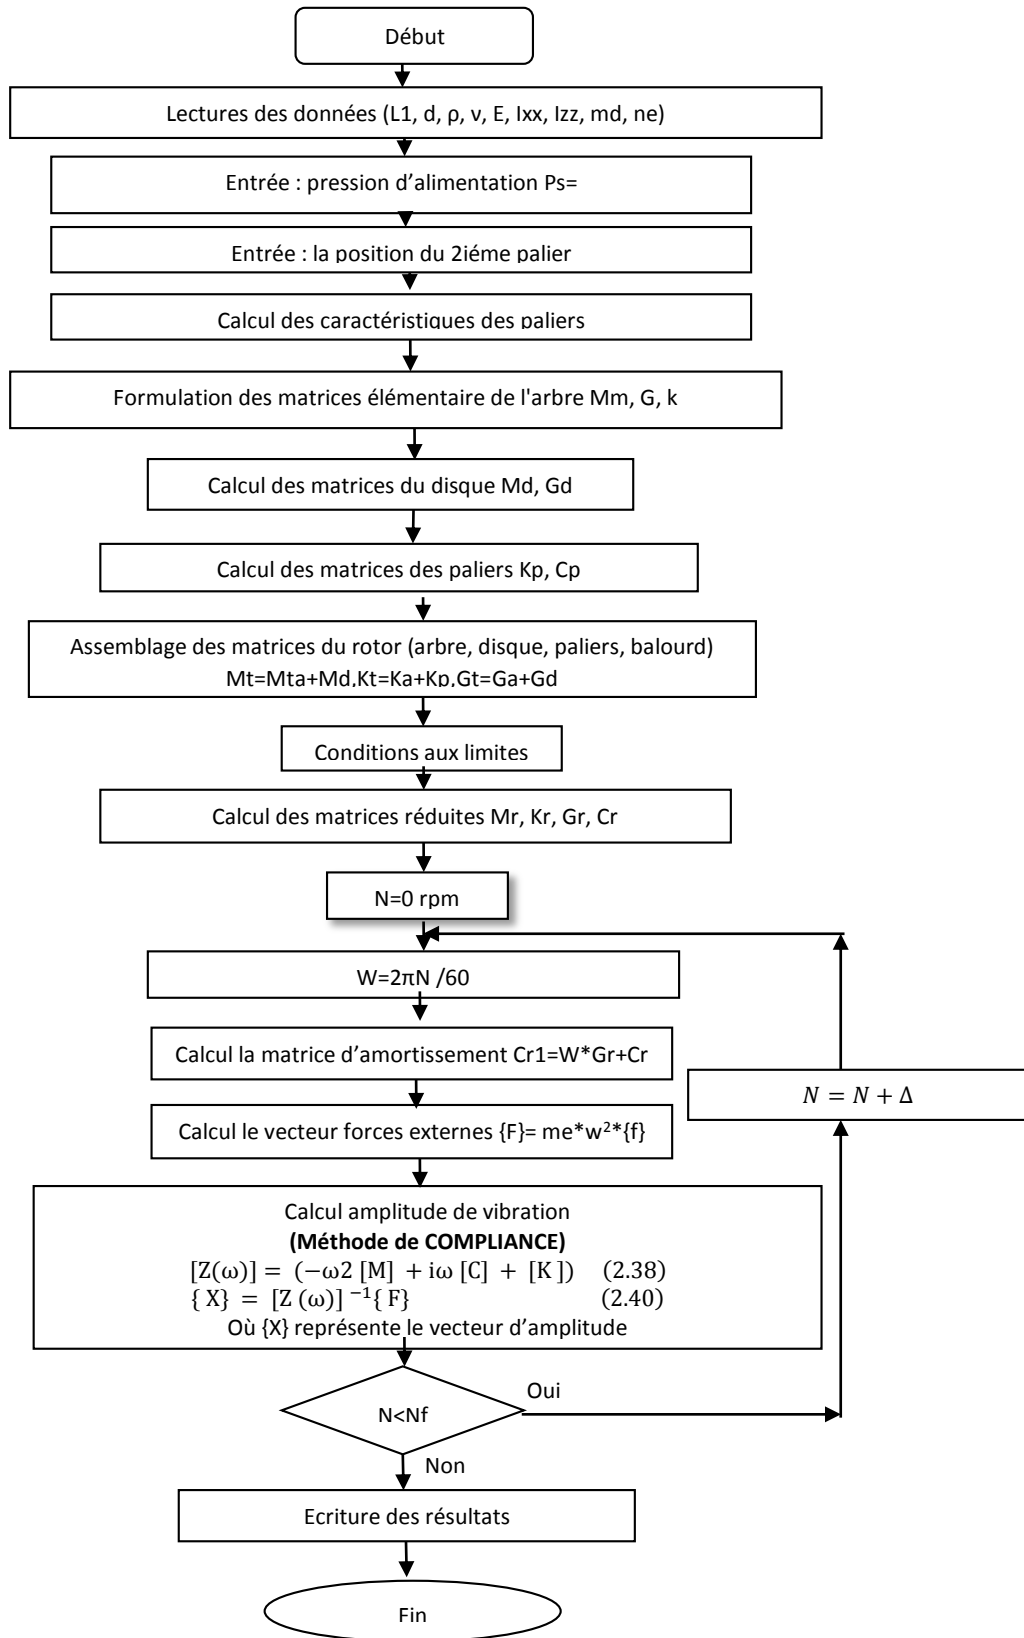 Début
Lectures des données (L1, d, ρ, ν, E, Ixx, Izz, md, ne)
Entrée : pression d’alimentation Ps=
Entrée : la position du 2iéme palier
Calcul des caractéristiques des paliers
Formulation des matrices élémentaire de l'arbre Mm, G, k
Calcul des matrices du disque Md, Gd
Calcul des matrices des paliers Kp, Cp
Assemblage des matrices du rotor (arbre, disque, paliers, balourd)
Mt=Mta+Md,Kt=Ka+Kp,Gt=Ga+Gd
Conditions aux limites
Calcul des matrices réduites Mr, Kr, Gr, Cr
N=0 rpm
W=2πN /60
Calcul la matrice d’amortissement Cr1=W*Gr+Cr
N = N + Δ
Calcul le vecteur forces externes {F}= me*w²*{f}
Calcul amplitude de vibration
(Méthode de COMPLIANCE)
[Z(ω)] = (−ω2 [M] + iω [C] + [K ]) (2.38)
{ X} = [Z (ω)] ⁻¹{ F} (2.40)
Où {X} représente le vecteur d’amplitude
Oui
N<Nf
Non
Ecriture des résultats
Fin